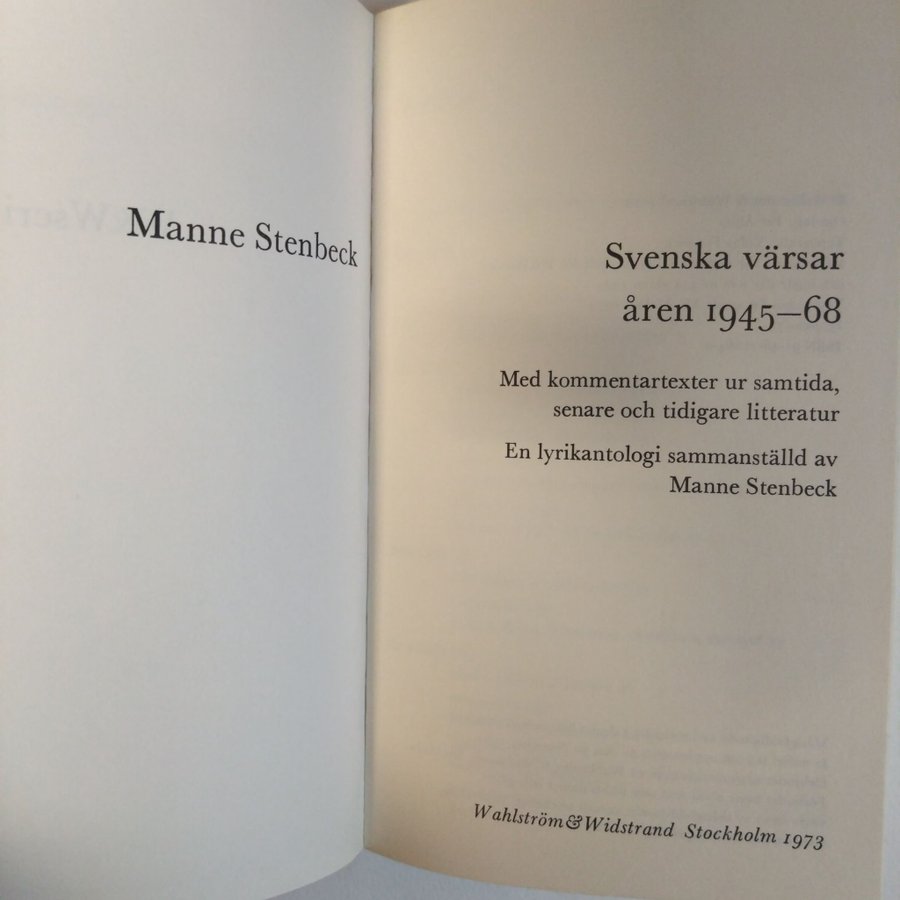 Manne Stenbeck
Svenska värsar
åren 1945–68
Med kommentartexter ur samtida,
senare och tidigare litteratur
En lyrikantologi sammanställd av
Manne Stenbeck
Wahlström & Widstrand Stockholm 1973